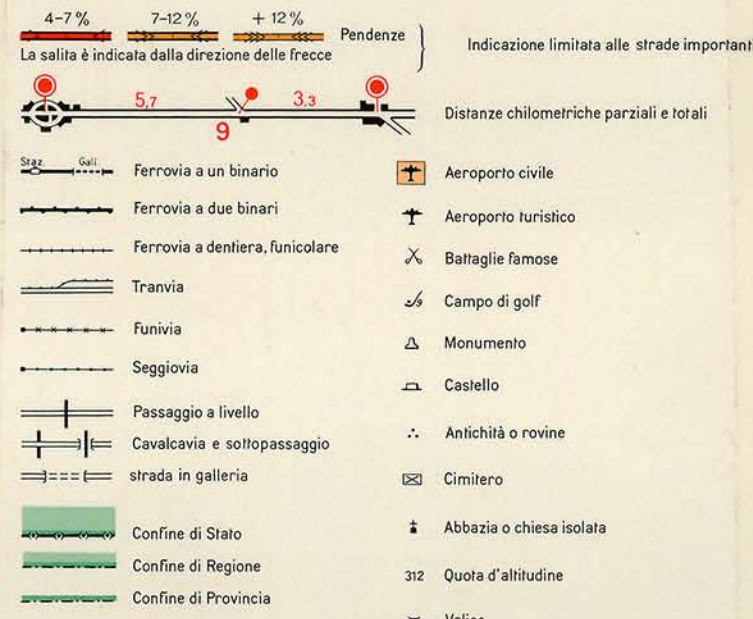 4-7 % 7-12 % + 12 % Pendenze
La salita è indicata dalla direzione delle frecce
Indicazione limitata alle strade important
5,7 3,3
9
Distanze chilometriche parziali e totali
Staz. Gall.
Ferrovia a un binario
Ferrovia a due binari
Ferrovia a dentiera, funicolare
Tranvia
Funivia
Seggiovia
Passaggio a livello
Cavalcavia e sottopassaggio
strada in galleria
Confine di Stato
Confine di Regione
Confine di Provincia
Aeroporto civile
Aeroporto turistico
Battaglie famose
Campo di golf
Monumento
Castello
Antichità o rovine
Cimitero
Abbazia o chiesa isolata
312 Quota d'altitudine